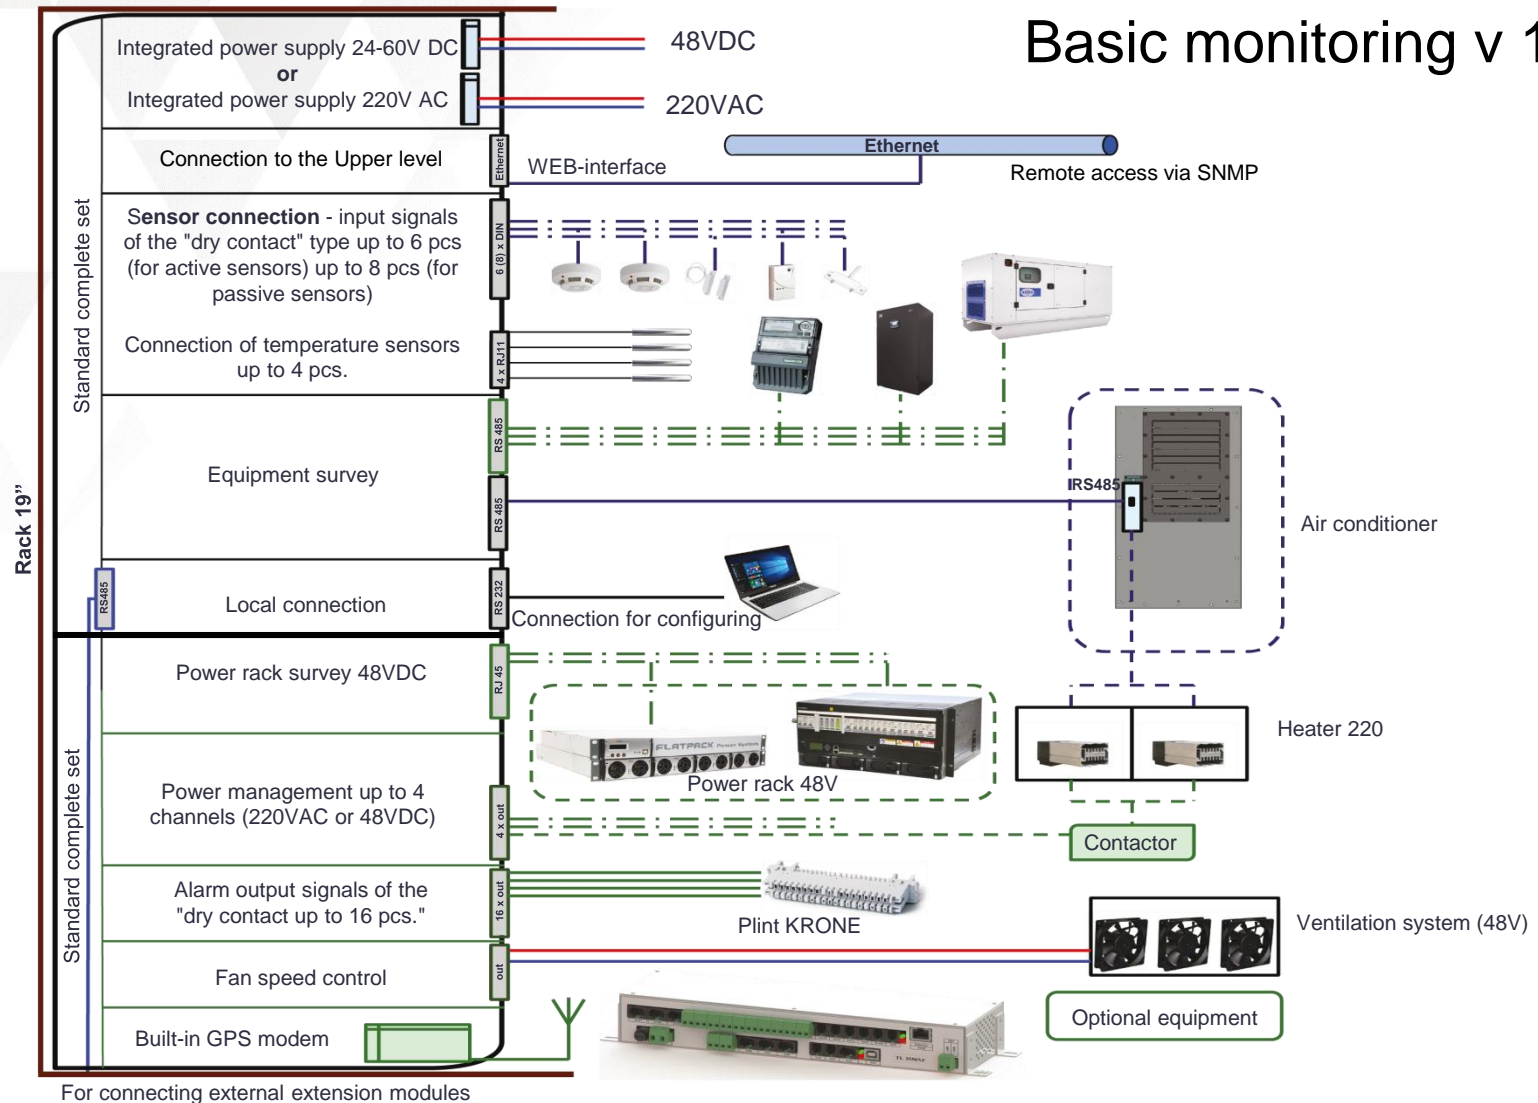 Basic monitoring v 1
Integrated power supply 24-60V DC
or
Integrated power supply 220V AC
48VDC
220VAC
Connection to the Upper level
Ethernet
WEB-interface
Ethernet
Remote access via SNMP
Standard complete set
Sensor connection - input signals
of the "dry contact" type up to 6 pcs
(for active sensors) up to 8 pcs (for
passive sensors)
6 (8) x DIN
Connection of temperature sensors
up to 4 pcs.
4 x RJ11
Equipment survey
RS 485
RS 485
RS485
Air conditioner
Rack 19”
RS485
Local connection
RS 232
Connection for configuring
Power rack survey 48VDC
RJ 45
FLATPACK Power System
Power rack 48V
Heater 220
Standard complete set
Power management up to 4
channels (220VAC or 48VDC)
4 x out
Contactor
Alarm output signals of the
"dry contact up to 16 pcs."
16 x out
Plint KRONE
Ventilation system (48V)
Fan speed control
out
Optional equipment
Built-in GPS modem
For connecting external extension modules